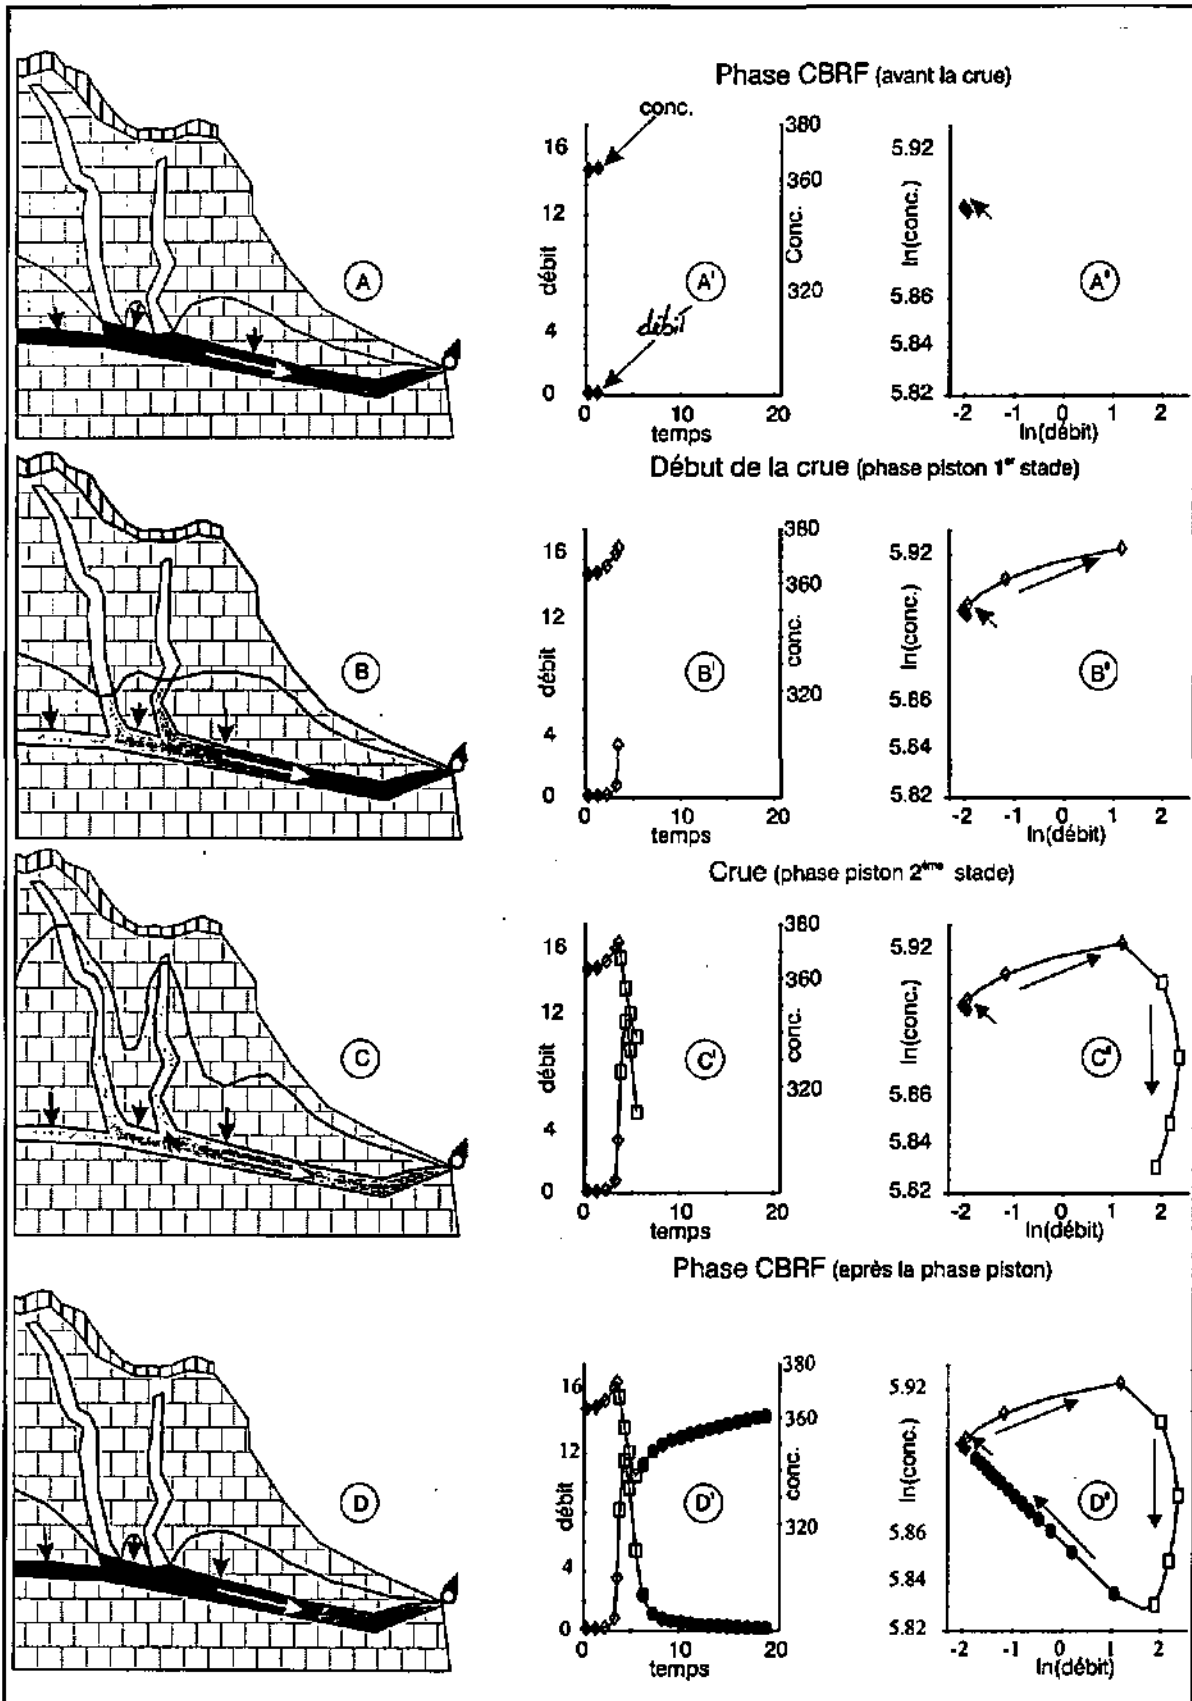 Phase CBRF (avant la crue)
conc.
16
12
4
0
débit
380
360
320
Conc.
A
A'
débit
0 10 20
temps
5.92
5.86
5.84
5.82
ln(conc.)
A"
-2 -1 0 1 2
ln(débit)
Début de la crue (phase piston 1er stade)
16
12
4
0
débit
380
360
320
conc.
B
B'
0 10 20
temps
5.92
5.86
5.84
5.82
ln(conc.)
B"
-2 -1 0 1 2
ln(débit)
Crue (phase piston 2ème stade)
16
12
4
0
débit
380
360
320
conc.
C
C'
0 10 20
temps
5.92
5.86
5.84
5.82
ln(conc.)
C"
-2 -1 0 1 2
ln(débit)
Phase CBRF (après la phase piston)
16
12
4
0
débit
380
360
320
conc.
D
D'
0 10 20
temps
5.92
5.86
5.84
5.82
ln(conc.)
D"
-2 -1 0 1 2
ln(débit)